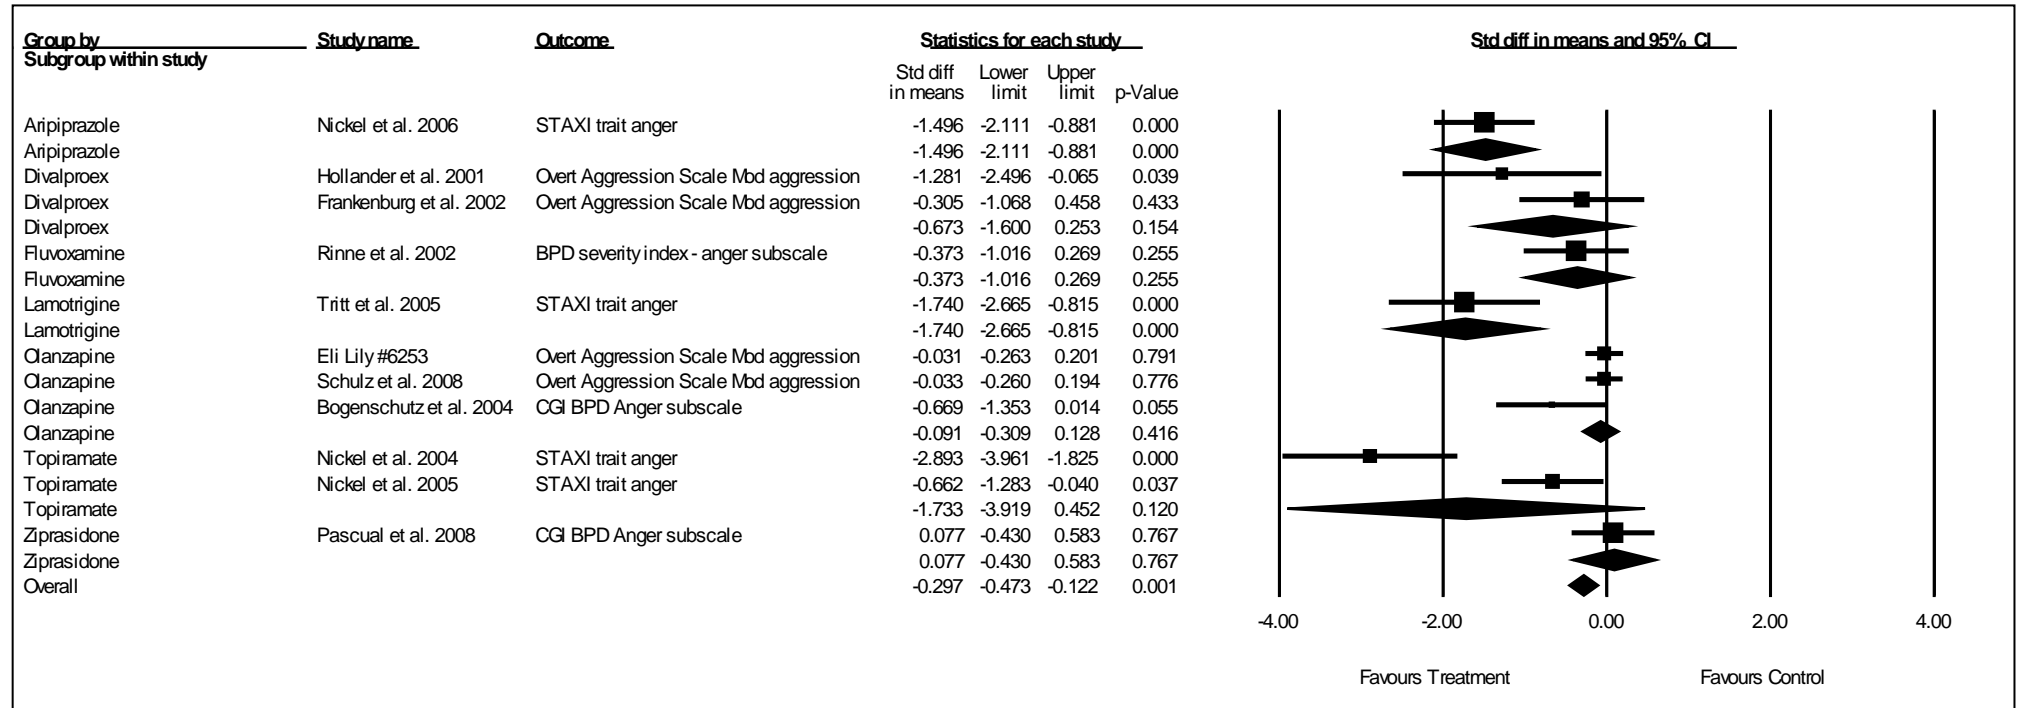 Group by Study name Outcome Statistics for each study Std diff in means and 95% CI
Subgroup within study
Std diff Lower Upper
in means limit limit p-Value
Aripiprazole Nickel et al. 2006 STAXI trait anger -1.496 -2.111 -0.881 0.000
Aripiprazole -1.496 -2.111 -0.881 0.000
Divalproex Hollander et al. 2001 Overt Aggression Scale Mod aggression -1.281 -2.496 -0.065 0.039
Divalproex Frankenburg et al. 2002 Overt Aggression Scale Mod aggression -0.305 -1.068 0.458 0.433
Divalproex -0.673 -1.600 0.253 0.154
Fluvoxamine Rinne et al. 2002 BPD severity index - anger subscale -0.373 -1.016 0.269 0.255
Fluvoxamine -0.373 -1.016 0.269 0.255
Lamotrigine Tritt et al. 2005 STAXI trait anger -1.740 -2.665 -0.815 0.000
Lamotrigine -1.740 -2.665 -0.815 0.000
Olanzapine Eli Lily #6253 Overt Aggression Scale Mod aggression -0.031 -0.263 0.201 0.791
Olanzapine Schulz et al. 2008 Overt Aggression Scale Mod aggression -0.033 -0.260 0.194 0.776
Olanzapine Bogenschutz et al. 2004 CGI BPD Anger subscale -0.669 -1.353 0.014 0.055
Olanzapine -0.091 -0.309 0.128 0.416
Topiramate Nickel et al. 2004 STAXI trait anger -2.893 -3.961 -1.825 0.000
Topiramate Nickel et al. 2005 STAXI trait anger -0.662 -1.283 -0.040 0.037
Topiramate -1.733 -3.919 0.452 0.120
Ziprasidone Pascual et al. 2008 CGI BPD Anger subscale 0.077 -0.430 0.583 0.767
Ziprasidone 0.077 -0.430 0.583 0.767
Overall -0.297 -0.473 -0.122 0.001
-4.00 -2.00 0.00 2.00 4.00
Favours Treatment Favours Control